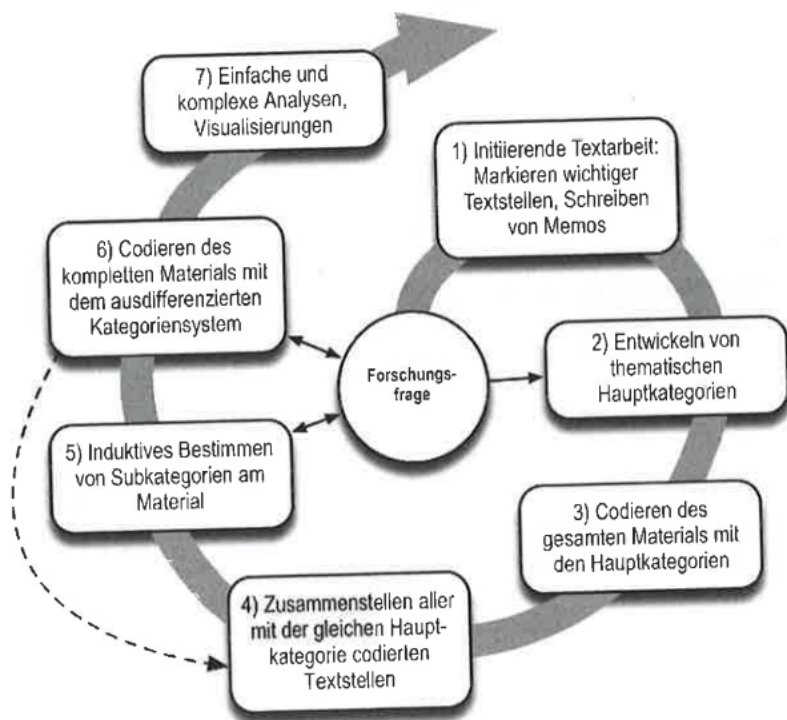 7) Einfache und
komplexe Analysen,
Visualisierungen
1) Initiierende Textarbeit:
Markieren wichtiger
Textstellen, Schreiben
von Memos
6) Codieren des
kompletten Materials mit
dem ausdifferenzierten
Kategoriensystem
Forschungs-
frage
2) Entwickeln von
thematischen
Hauptkategorien
5) Induktives Bestimmen
von Subkategorien am
Material
3) Codieren des
gesamten Materials mit
den Hauptkategorien
4) Zusammenstellen aller
mit der gleichen Haupt-
kategorie codierten
Textstellen